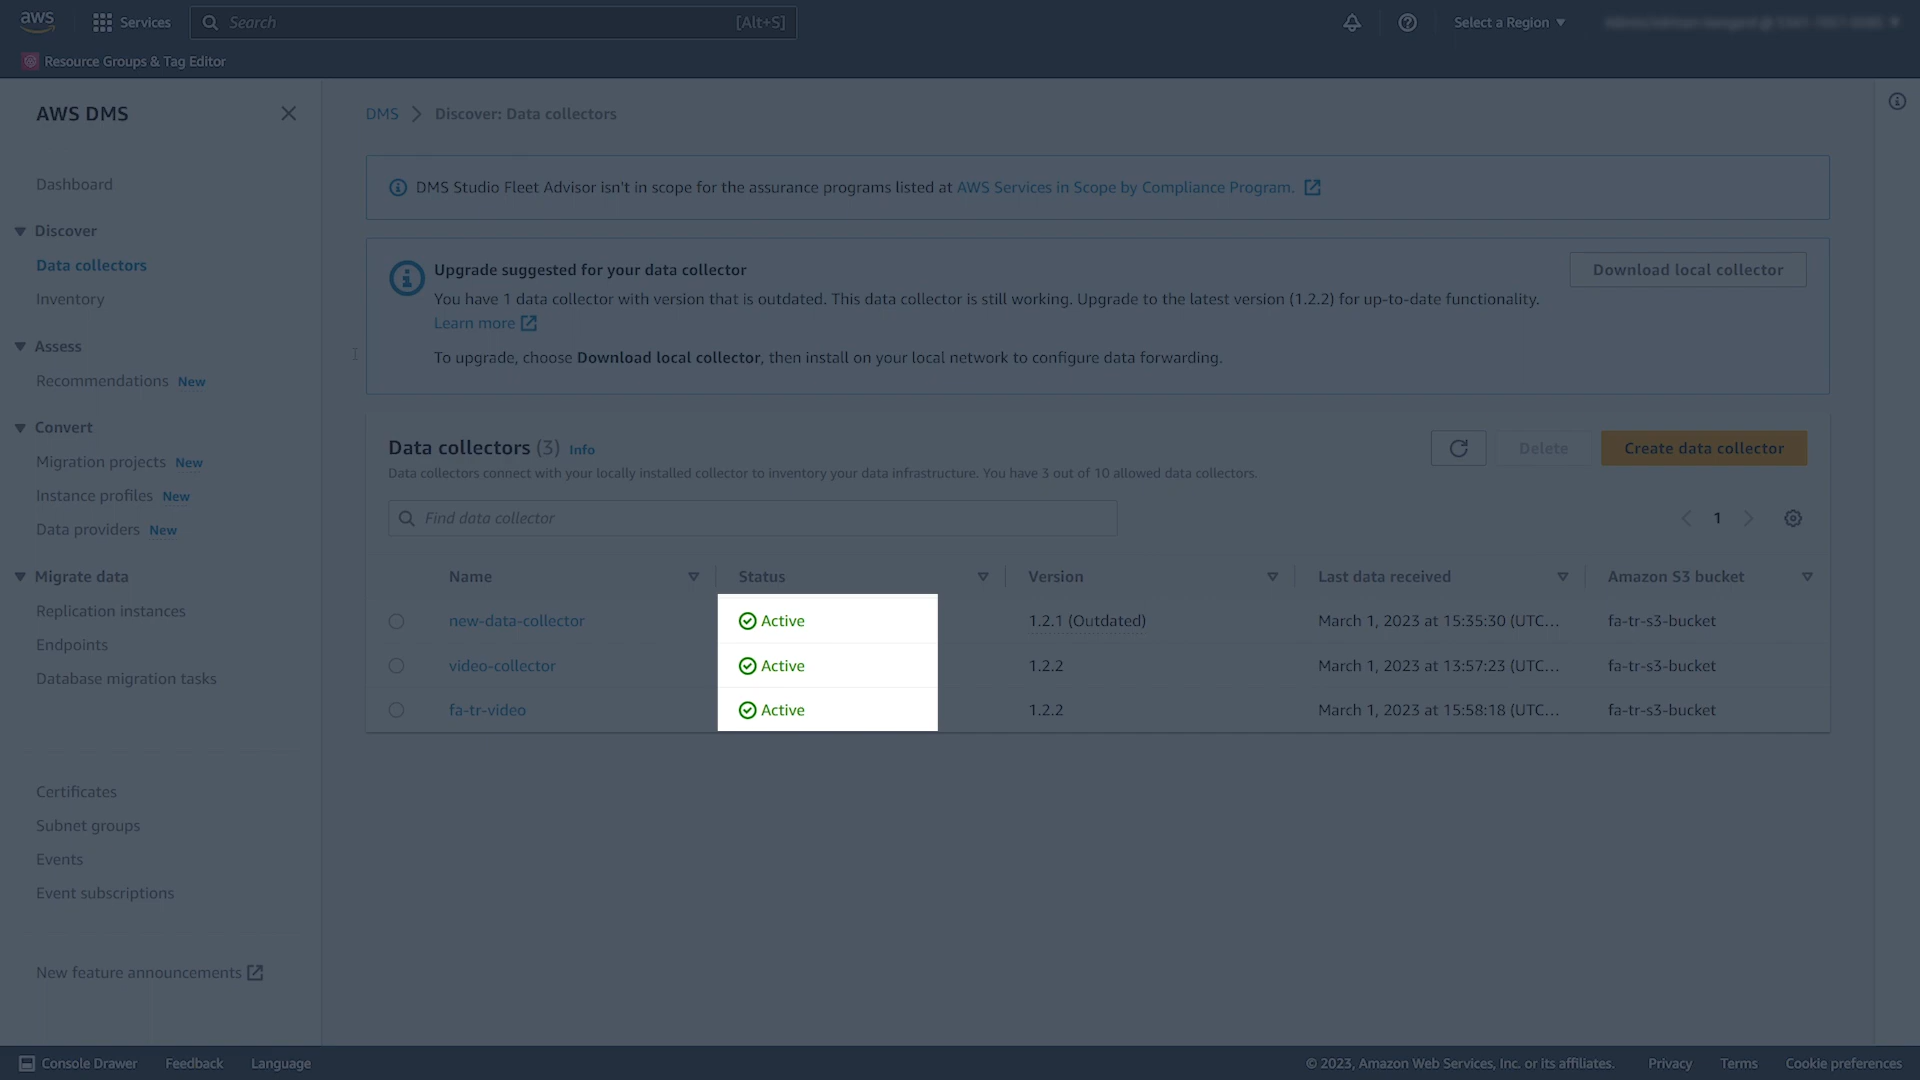 aws
Services
Search
[Alt+S]
Select a Region
Resource Groups & Tag Editor
AWS DMS
Dashboard
Discover
Data collectors
Inventory
Assess
Recommendations New
Convert
Migration projects New
Instance profiles New
Data providers New
Migrate data
Replication instances
Endpoints
Database migration tasks
Certificates
Subnet groups
Events
Event subscriptions
New feature announcements
DMS > Discover: Data collectors
DMS Studio Fleet Advisor isn't in scope for the assurance programs listed at AWS Services in Scope by Compliance Program.
Upgrade suggested for your data collector
Download local collector
You have 1 data collector with version that is outdated. This data collector is still working. Upgrade to the latest version (1.2.2) for up-to-date functionality.
Learn more
To upgrade, choose Download local collector, then install on your local network to configure data forwarding.
Data collectors (3) Info
Delete
Create data collector
Data collectors connect with your locally installed collector to inventory your data infrastructure. You have 3 out of 10 allowed data collectors.
Find data collector
1
Name Status Version Last data received Amazon S3 bucket
new-data-collector Active 1.2.1 (Outdated) March 1, 2023 at 15:35:30 (UTC... fa-tr-s3-bucket
video-collector Active 1.2.2 March 1, 2023 at 13:57:23 (UTC... fa-tr-s3-bucket
fa-tr-video Active 1.2.2 March 1, 2023 at 15:58:18 (UTC... fa-tr-s3-bucket
Console Drawer Feedback Language
© 2023, Amazon Web Services, Inc. or its affiliates. Privacy Terms Cookie preferences